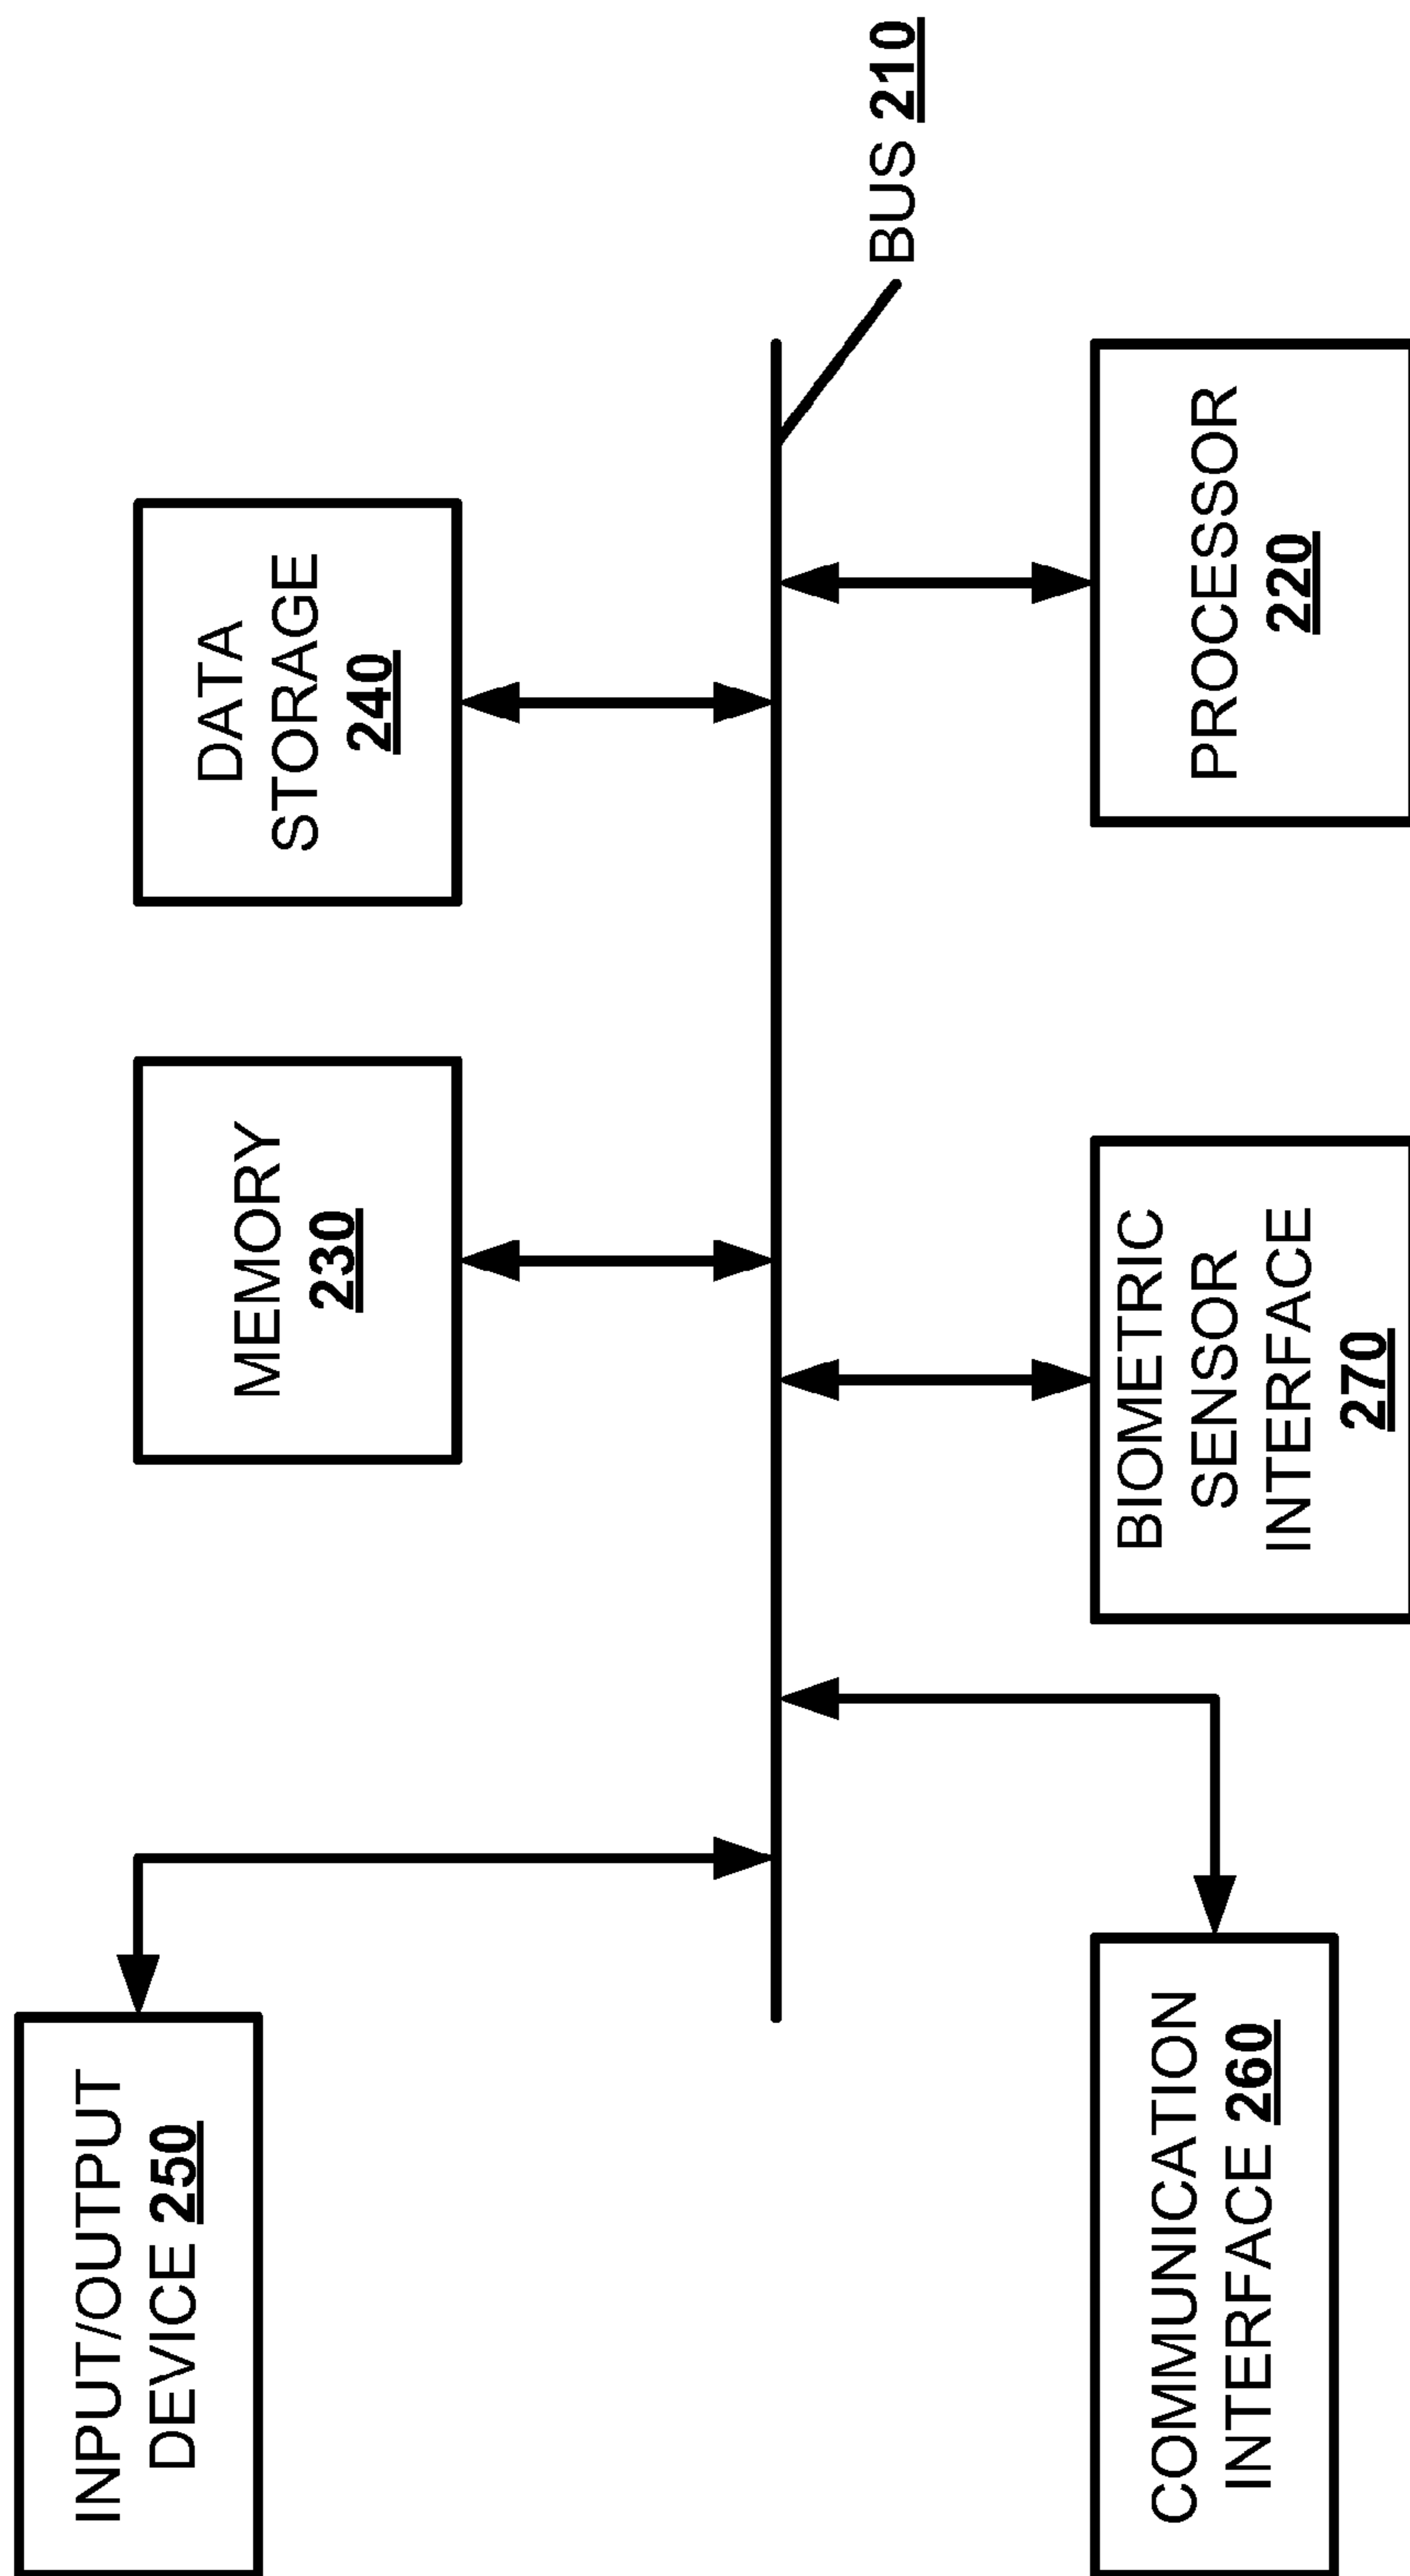 INPUT/OUTPUT
DEVICE 250
MEMORY
230
DATA
STORAGE
240
BUS 210
COMMUNICATION
INTERFACE 260
BIOMETRIC
SENSOR
INTERFACE
270
PROCESSOR
220